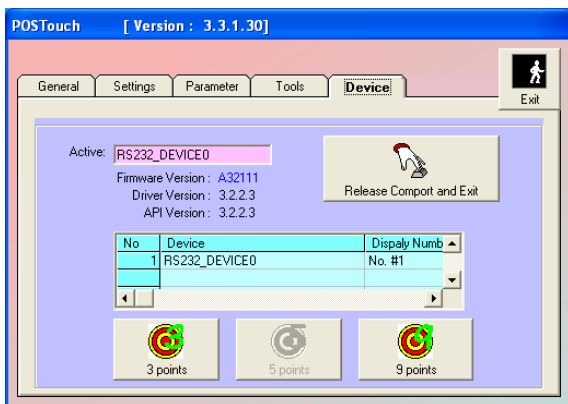 POSTouch [ Version : 3.3.1.30]
General Settings Parameter Tools Device
Exit
Active: RS232_DEVICE0
Firmware Version : A32111
Driver Version : 3.2.2.3
API Version : 3.2.2.3
Release Comport and Exit
No Device Dispaly Numb
1 RS232_DEVICE0 No. #1
3 points 5 points 9 points